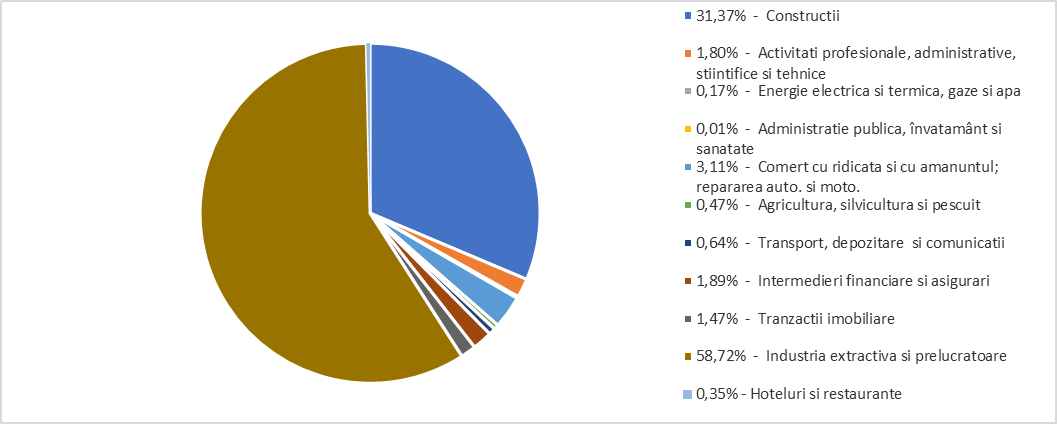 31,37%  -  Constructii
1,80%  -  Activitati profesionale, administrative,
stiintifice si tehnice
0,17%  -  Energie electrica si termica, gaze si apa
0,01%  -  Administratie publica, învatamânt si
sanatate
3,11%  -  Comert cu ridicata si cu amanuntul;
repararea auto. si moto.
0,47%  -  Agricultura, silvicultura si pescuit
0,64%  -  Transport, depozitare  si comunicatii
1,89%  -  Intermedieri financiare si asigurari
1,47%  -  Tranzactii imobiliare
58,72%  -  Industria extractiva si prelucratoare
0,35% - Hoteluri si restaurante